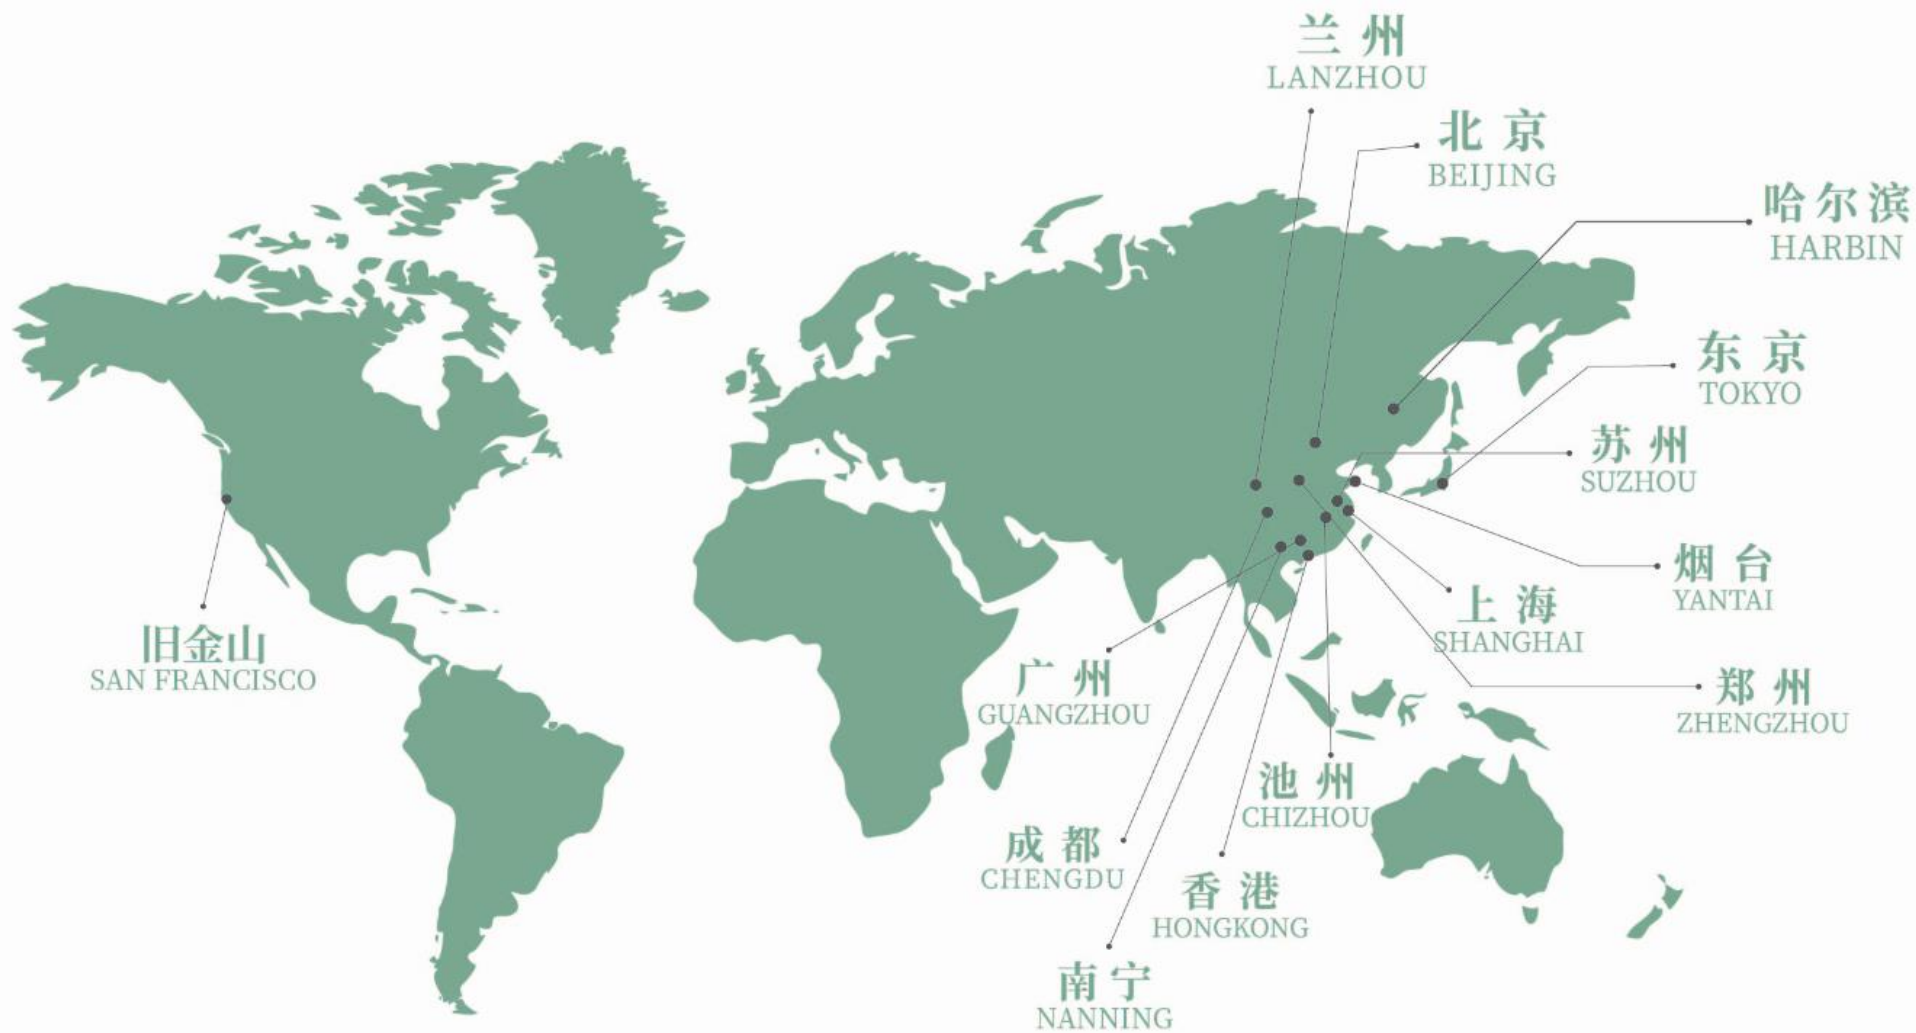 兰州
LANZHOU
北京
BEIJING
哈尔滨
HARBIN
东京
TOKYO
苏州
SUZHOU
烟台
YANTAI
上海
SHANGHAI
旧金山
SAN FRANCISCO
广州
GUANGZHOU
郑州
ZHENGZHOU
池州
CHIZHOU
成都
CHENGDU
香港
HONGKONG
南宁
NANNING